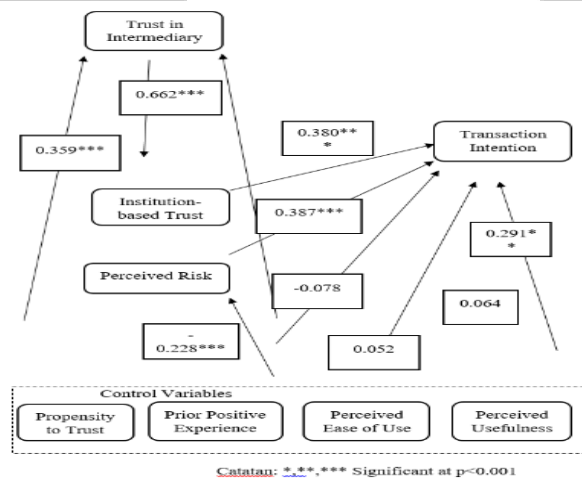 Trust in
Intermediary
0.662***
0.380**
*
Transaction
Intention
0.359***
Institution-
based Trust
0.387***
0.291*
*
Perceived Risk
-0.078
0.064
-
0.228***
0.052
Control Variables
Propensity
to Trust
Prior Positive
Experience
Perceived
Ease of Use
Perceived
Usefulness
Catatan: *,**,*** Significant at p<0.001